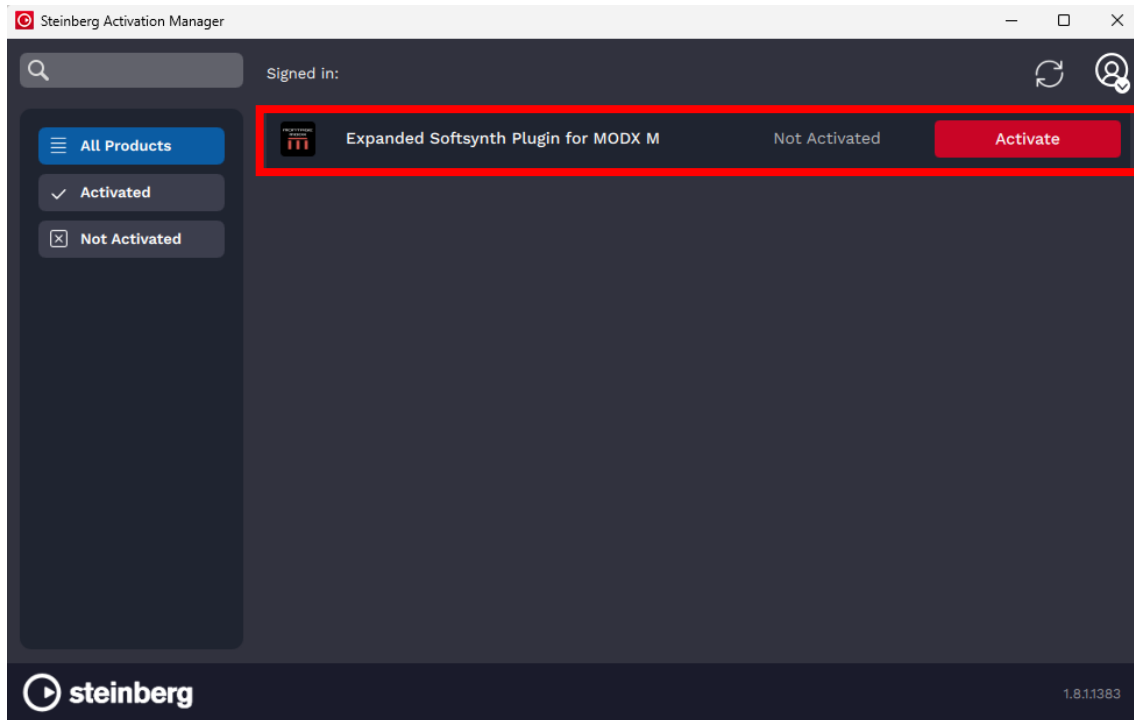 Steinberg Activation Manager
Signed in:
All Products
Activated
Not Activated
Expanded Softsynth Plugin for MODX M Not Activated Activate
steinberg
1.8.1.1383